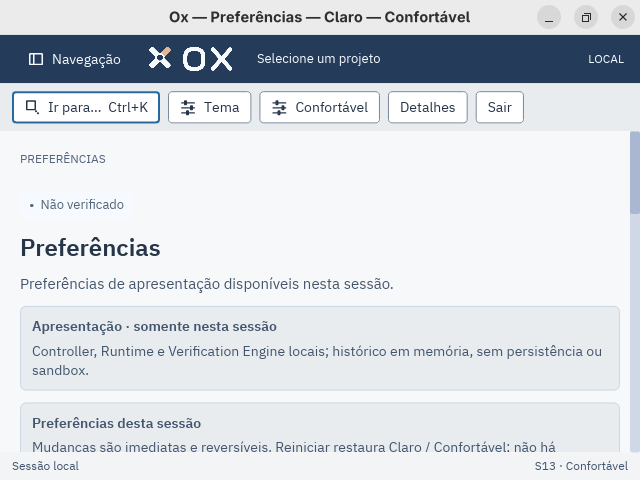 Ox — Preferências — Claro — Confortável
Navegação OX Selecione um projeto LOCAL
Ir para... Ctrl+K Tema Confortável Detalhes Sair
PREFERÊNCIAS
• Não verificado
Preferências
Preferências de apresentação disponíveis nesta sessão.
Apresentação · somente nesta sessão
Controller, Runtime e Verification Engine locais; histórico em memória, sem persistência ou
sandbox.
Preferências desta sessão
Mudanças são imediatas e reversíveis. Reiniciar restaura Claro / Confortável; não há
Sessão local S13 · Confortável